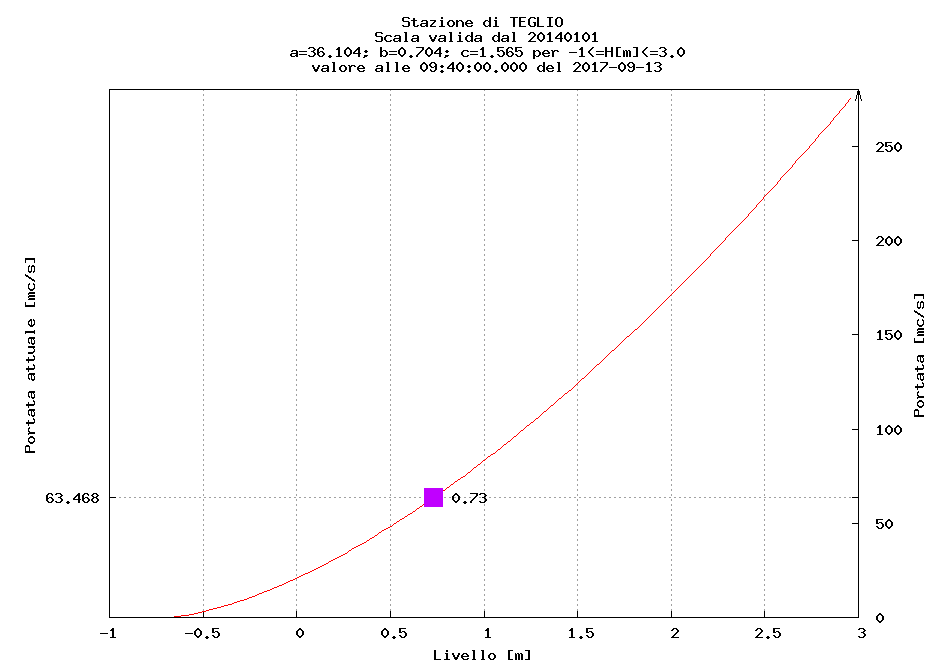 Stazione di TEGLIO
Scala valida dal 20140101
a=36.104; b=0.704; c=1.565 per -1<=H[m]<=3.0
valore alle 09:40:00.000 del 2017-09-13
250
200
150
100
50
0
Portata attuale [mc/s]
Portata [mc/s]
63.468
0.73
-1
-0.5
0
0.5
1
1.5
2
2.5
3
Livello [m]